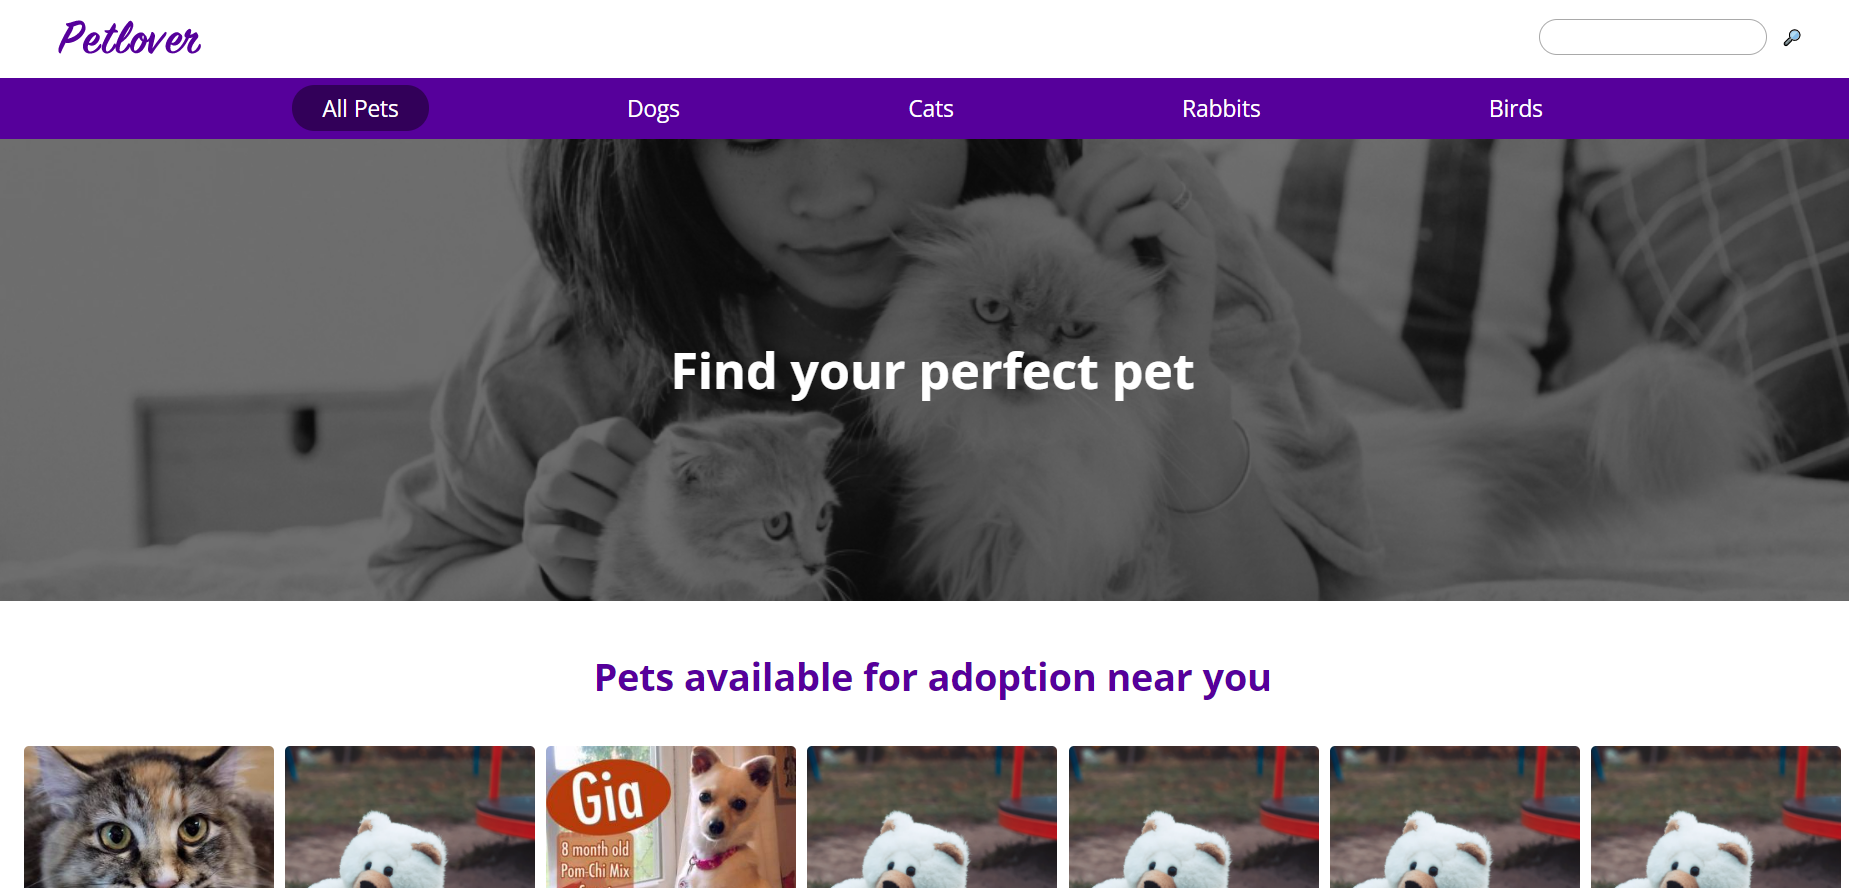 Petlover
All Pets
Dogs
Cats
Rabbits
Birds
Find your perfect pet
Pets available for adoption near you
Gia
8 month old
Pom-Chi Mix